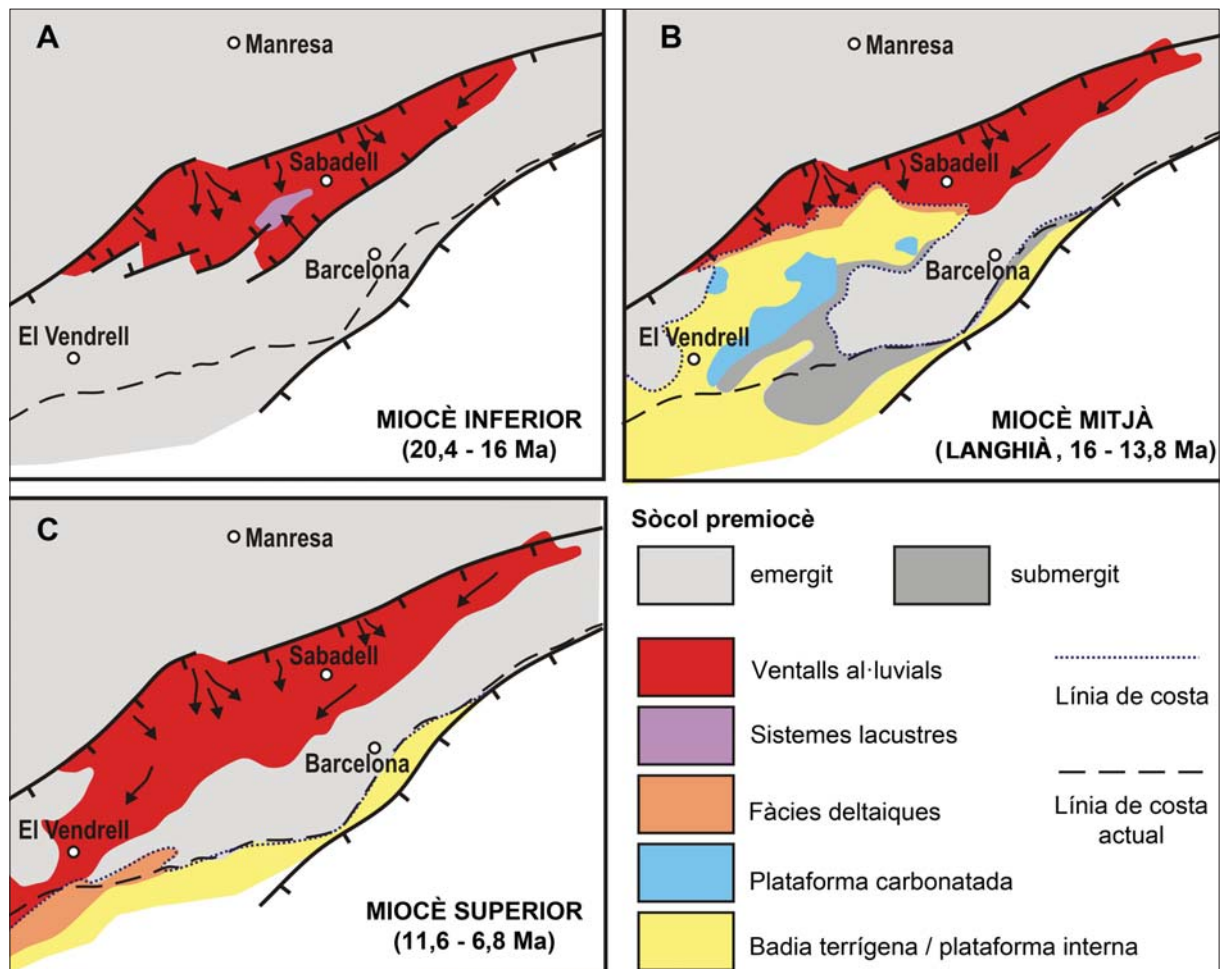 A
Manresa
Sabadell
Barcelona
El Vendrell
MIOCÈ INFERIOR
(20,4 - 16 Ma)
B
Manresa
Sabadell
Barcelona
El Vendrell
MIOCÈ MITJÀ
(LANGHIÀ, 16 - 13,8 Ma)
C
Manresa
Sabadell
Barcelona
El Vendrell
MIOCÈ SUPERIOR
(11,6 - 6,8 Ma)
Sòcol premiocè
emergit
submergit
Ventalls al·luvials
Sistemes lacustres
Fàcies deltaiques
Plataforma carbonatada
Badia terrígena / plataforma interna
Línia de costa
Línia de costa
actual